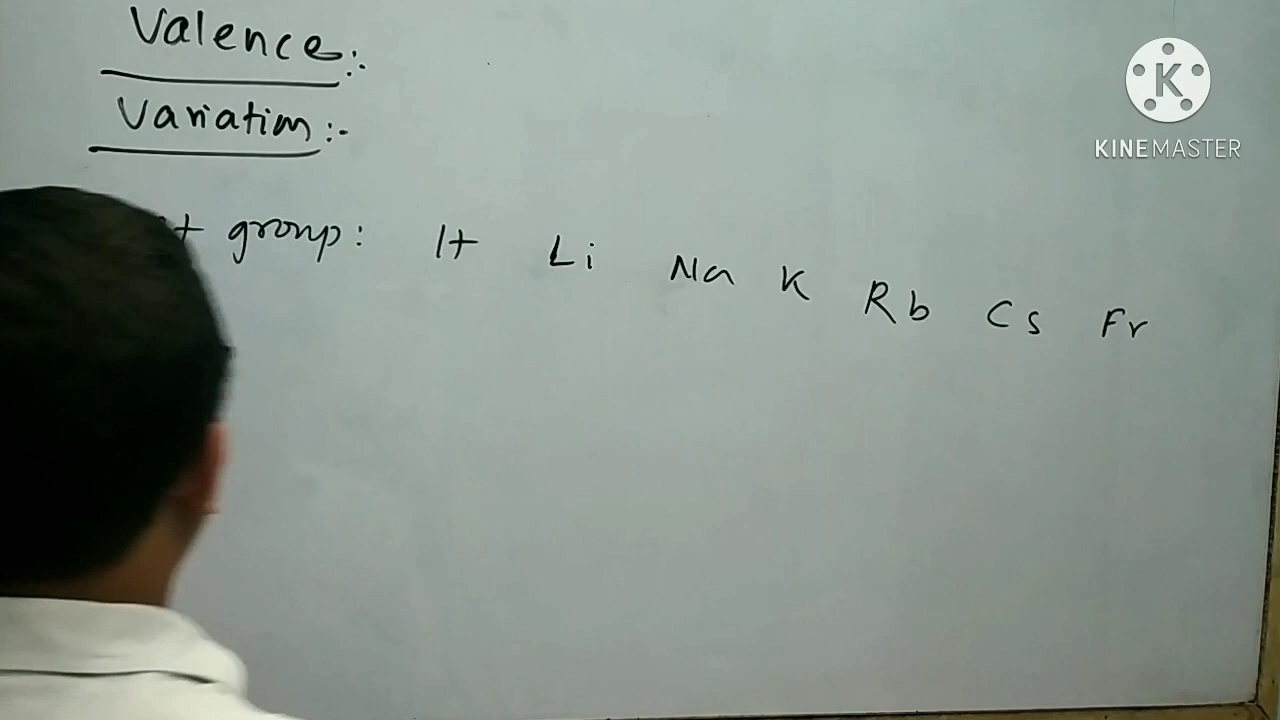 Valence:-
Variation:-
group: H Li Na K Rb Cs Fr
K
KINEMASTER